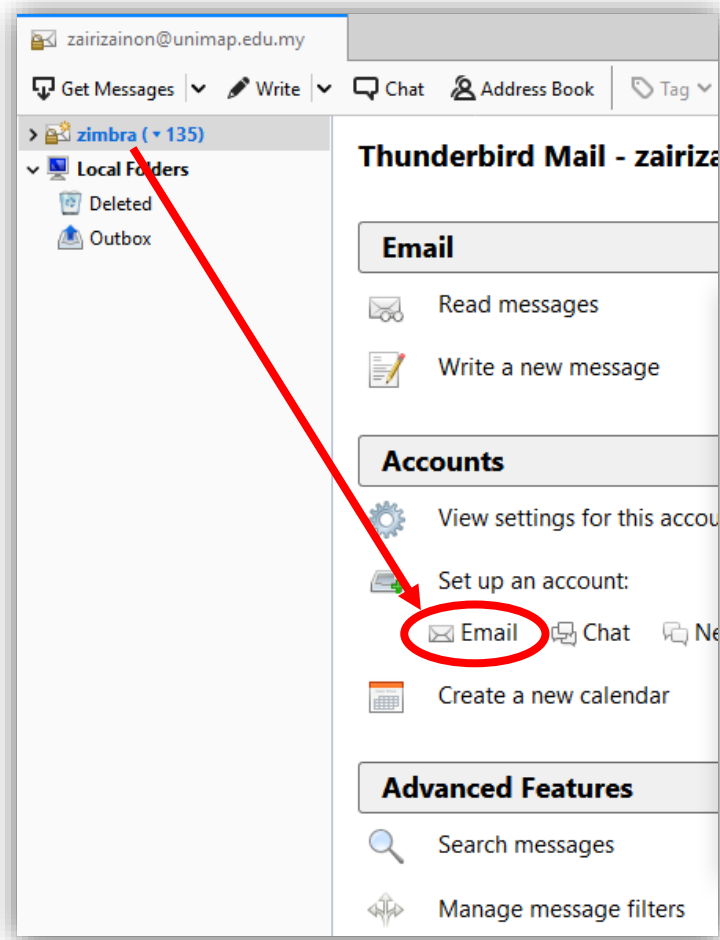 zairizainon@unimap.edu.my
Get Messages Write Chat Address Book Tag
zimbra (▾ 135)
Local Folders
Deleted
Outbox
Thunderbird Mail - zairiza
Email
Read messages
Write a new message
Accounts
View settings for this accou
Set up an account:
Email Chat Ne
Create a new calendar
Advanced Features
Search messages
Manage message filters